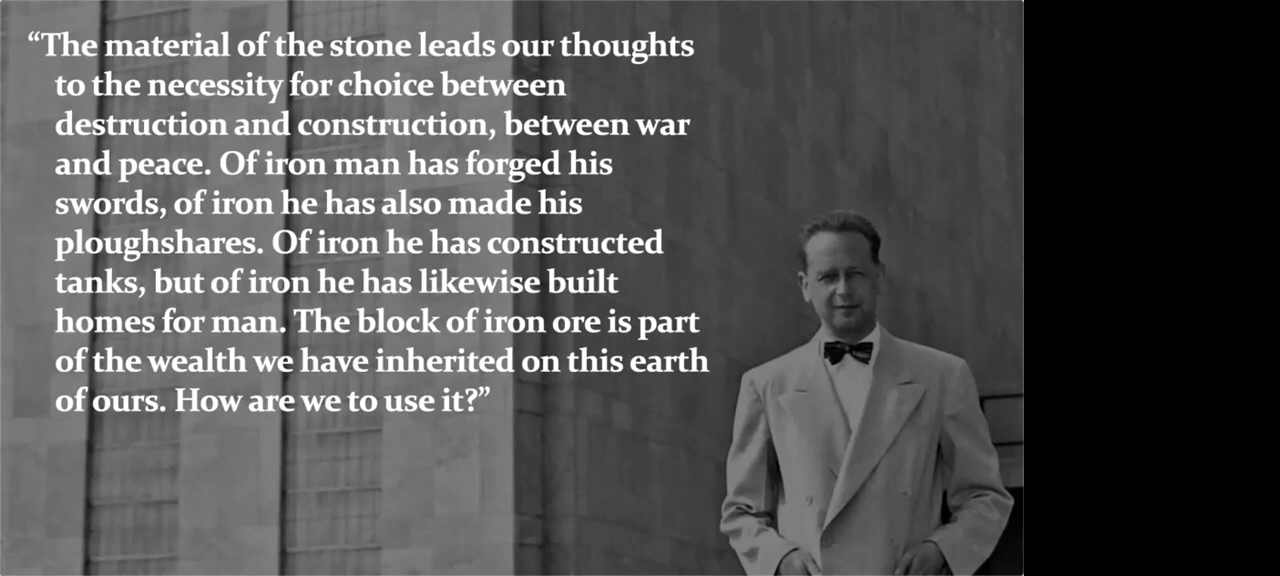 “The material of the stone leads our thoughts
to the necessity for choice between
destruction and construction, between war
and peace. Of iron man has forged his
swords, of iron he has also made his
ploughshares. Of iron he has constructed
tanks, but of iron he has likewise built
homes for man. The block of iron ore is part
of the wealth we have inherited on this earth
of ours. How are we to use it?”